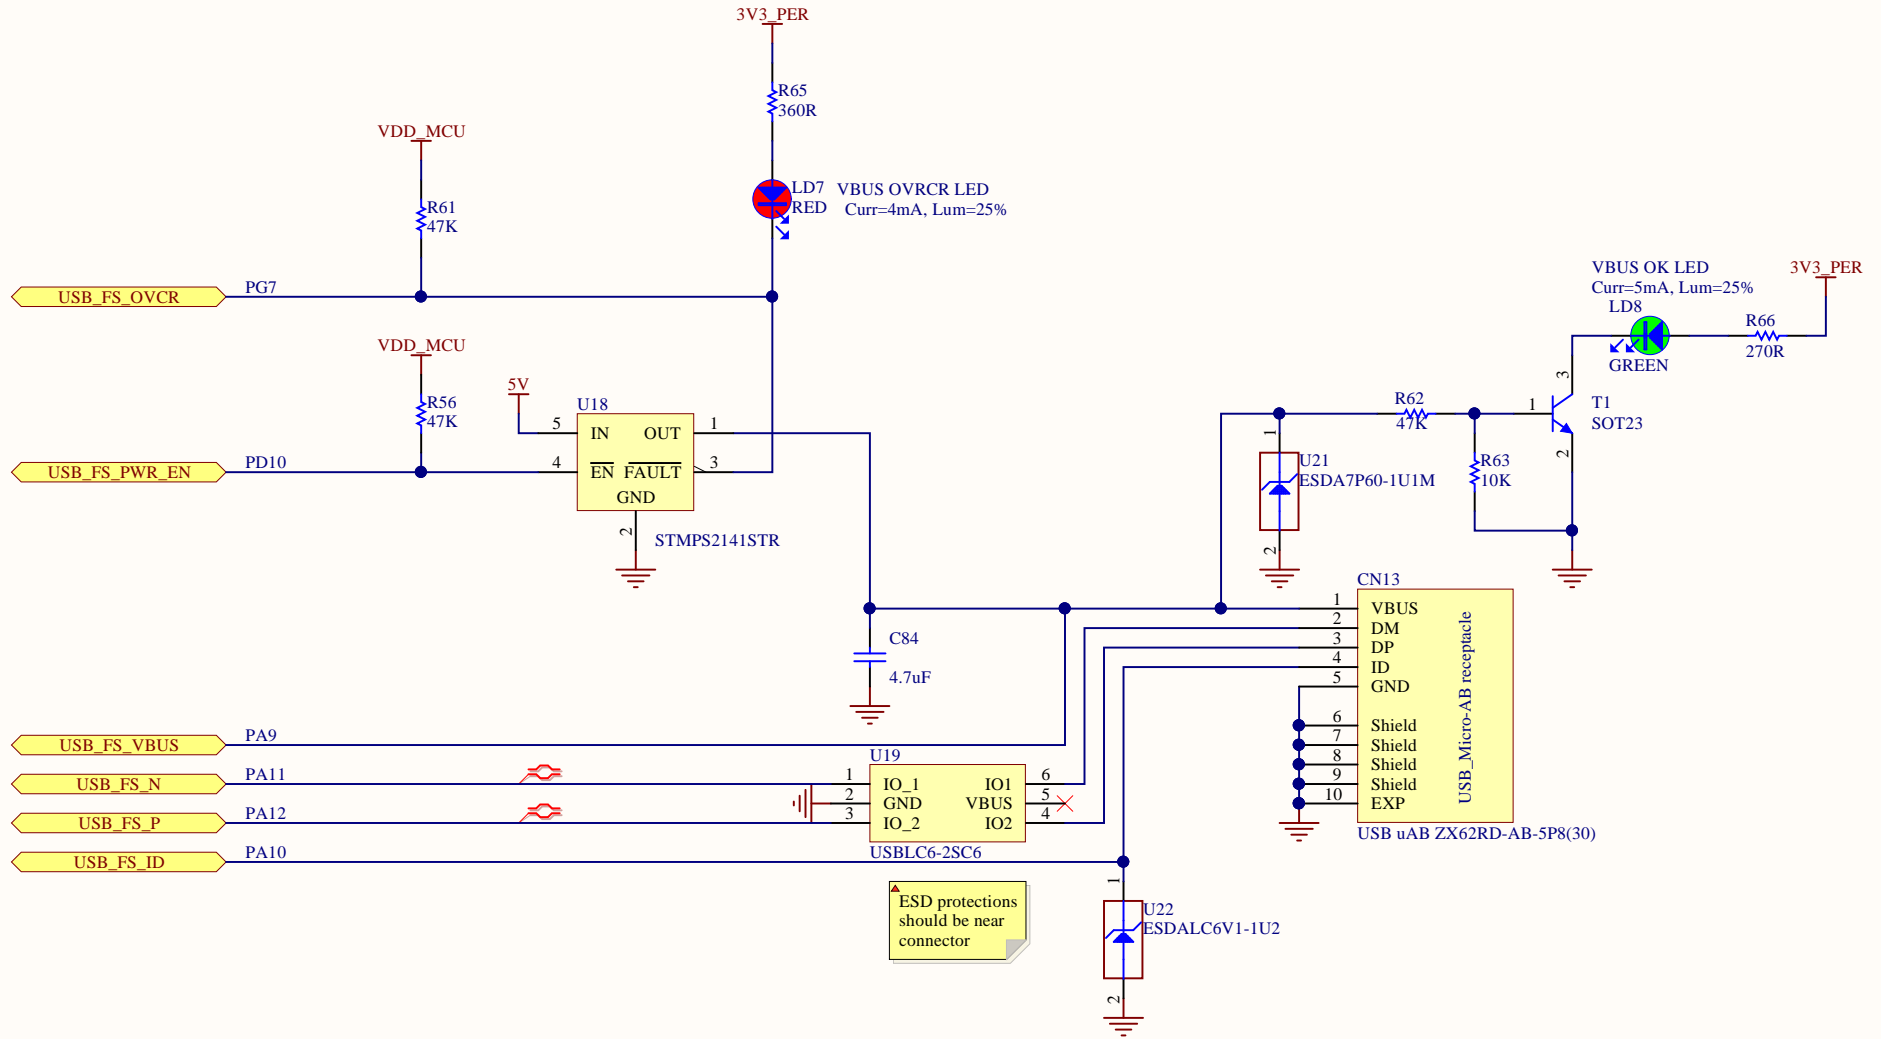 3V3_PER
R65
360R
VDD_MCU
LD7
RED
VBUS OVRCR LED
Curr=4mA, Lum=25%
R61
47K
USB_FS_OVCR
PG7
VBUS OK LED
Curr=5mA, Lum=25%
LD8
GREEN
3V3_PER
R66
270R
VDD_MCU
R56
47K
5V
U18
5
IN
OUT
1
USB_FS_PWR_EN
PD10
4
EN
FAULT
3
GND
2
STMPS2141STR
R62
47K
1
3
T1
SOT23
2
1
U21
ESDA7P60-1U1M
2
R63
10K
CN13
1
VBUS
2
DM
3
DP
4
ID
5
GND
6
Shield
7
Shield
8
Shield
9
Shield
10
EXP
USB_Micro-AB receptacle
USB uAB ZX62RD-AB-5P8(30)
C84
4.7uF
USB_FS_VBUS
PA9
USB_FS_N
PA11
USB_FS_P
PA12
USB_FS_ID
PA10
U19
1
IO_1
IO1
6
2
GND
VBUS
5
3
IO_2
IO2
4
USBLC6-2SC6
ESD protections
should be near
connector
1
U22
ESDALC6V1-1U2
2